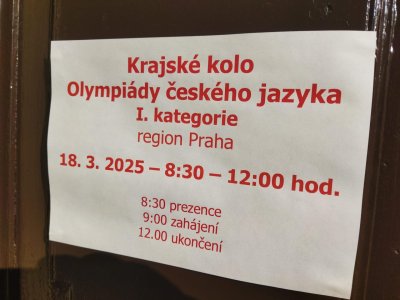 Krajské kolo
Olympiády českého jazyka
I. kategorie
region Praha
18. 3. 2025 – 8:30 – 12:00 hod.
8:30 prezence
9:00 zahájení
12.00 ukončení